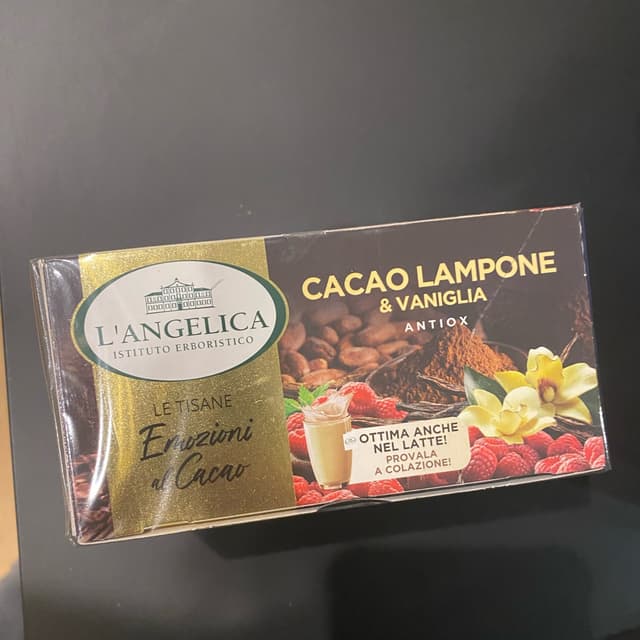 L'ANGELICA
ISTITUTO ERBORISTICO
LE TISANE
Emozioni
al Cacao
CACAO LAMPONE
& VANIGLIA
ANTIOX
OTTIMA ANCHE
NEL LATTE!
PROVALA
A COLAZIONE!